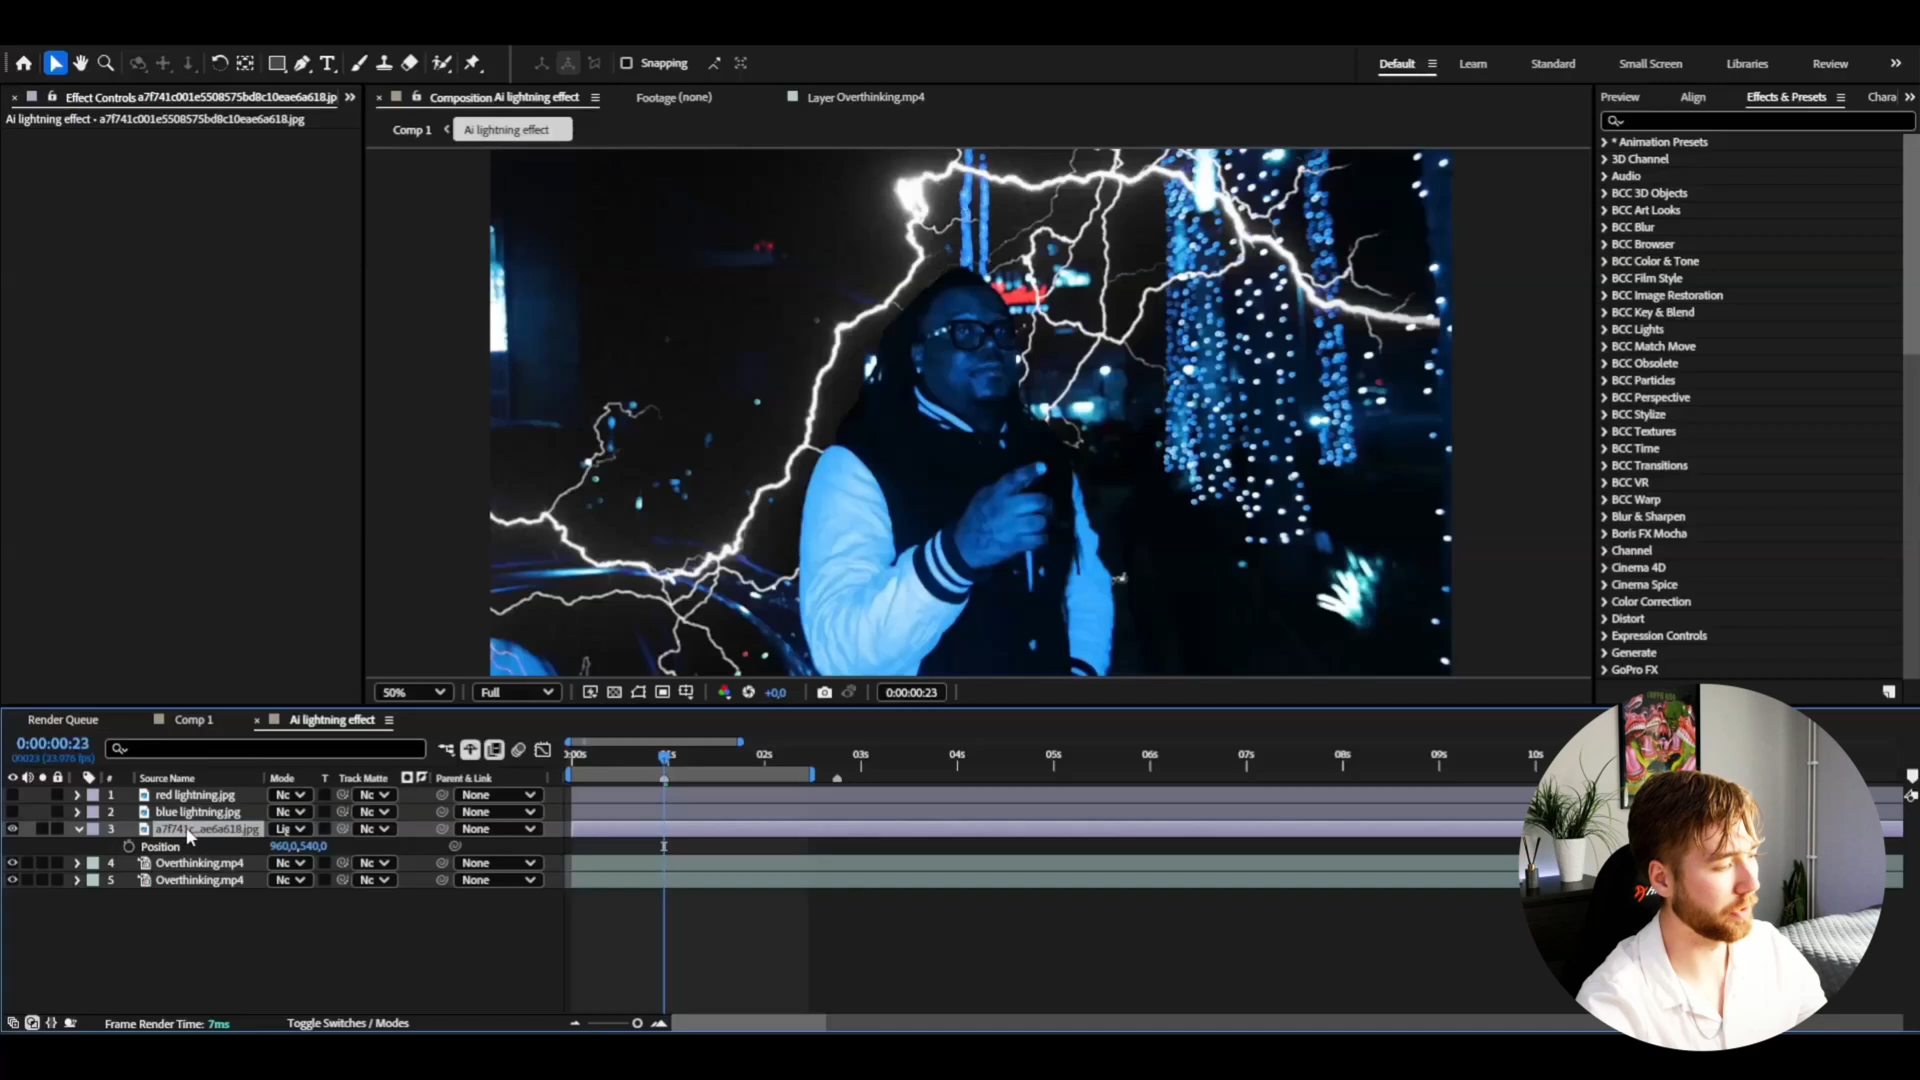 Snapping
Default
Learn
Standard
Small Screen
Libraries
Review
Effect Controls a7f741c001e5508575bd8c10eae6a618.jp
Composition Ai lightning effect
Footage (none)
Layer Overthinking.mp4
Preview
Align
Effects & Presets
Chara
Ai lightning effect • a7f741c001e5508575bd8c10eae6a618.jpg
Comp 1
Ai lightning effect
* Animation Presets
3D Channel
Audio
BCC 3D Objects
BCC Art Looks
BCC Blur
BCC Browser
BCC Color & Tone
BCC Film Style
BCC Image Restoration
BCC Key & Blend
BCC Lights
BCC Match Move
BCC Obsolete
BCC Particles
BCC Perspective
BCC Stylize
BCC Textures
BCC Time
BCC Transitions
BCC VR
BCC Warp
Blur & Sharpen
Boris FX Mocha
Channel
Cinema 4D
Cinema Spice
Color Correction
Distort
Expression Controls
Generate
GoPro FX
50%
Full
+0,0
0:00:00:23
Render Queue
Comp 1
Ai lightning effect
0:00:00:23
00023 (23.976 fps)
:00s
1s
02s
03s
04s
05s
06s
07s
08s
09s
10s
# Source Name Mode T Track Matte Parent & Link
1 red lightning.jpg Nc Nc None
2 blue lightning.jpg Nc Nc None
3 a7f741c...ae6a618.jpg Lig Nc None
Position 960,0,540,0
4 Overthinking.mp4 Nc Nc None
5 Overthinking.mp4 Nc Nc None
Frame Render Time: 7ms
Toggle Switches / Modes